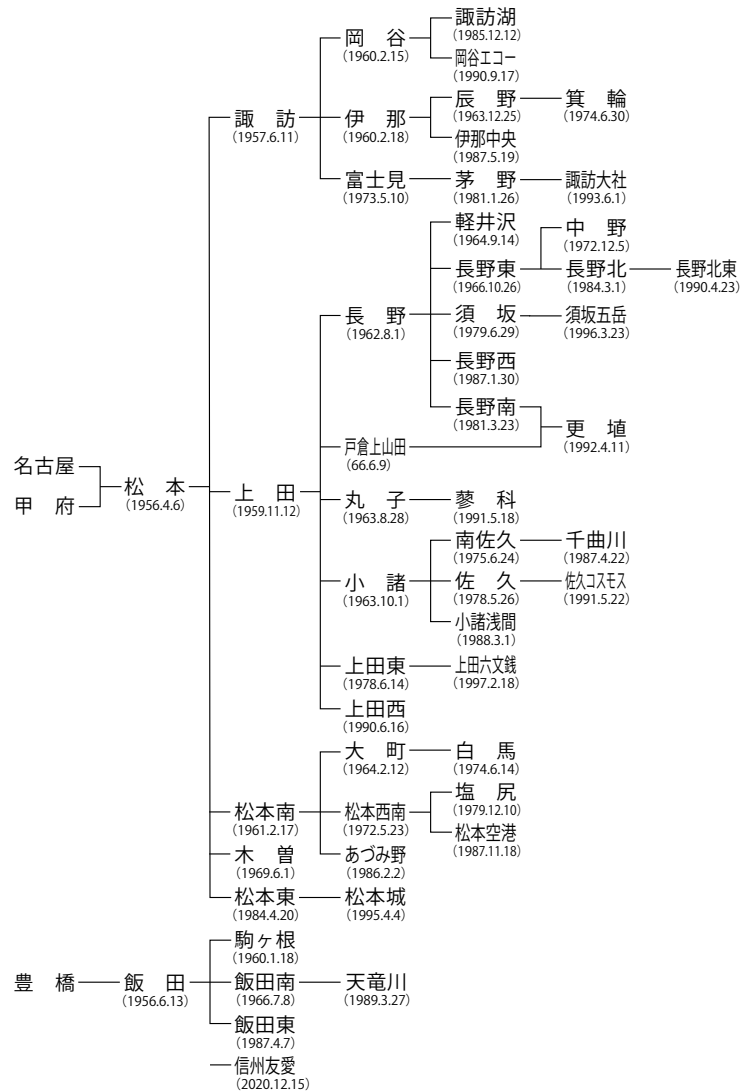 諏訪湖
(1985.12.12)
岡　谷
(1960.2.15)
岡谷エコー
(1990.9.17)
諏　訪
(1957.6.11)
伊　那
(1960.2.18)
辰　野
(1963.12.25)
箕　輪
(1974.6.30)
伊那中央
(1987.5.19)
富士見
(1973.5.10)
茅　野
(1981.1.26)
諏訪大社
(1993.6.1)
軽井沢
(1964.9.14)
中　野
(1972.12.5)
長野東
(1966.10.26)
長野北
(1984.3.1)
長野北東
(1990.4.23)
長　野
(1962.8.1)
須　坂
(1979.6.29)
須坂五岳
(1996.3.23)
長野西
(1987.1.30)
長野南
(1981.3.23)
更　埴
(1992.4.11)
戸倉上山田
(66.6.9)
名古屋
甲　府
松　本
(1956.4.6)
上　田
(1959.11.12)
丸　子
(1963.8.28)
蓼　科
(1991.5.18)
南佐久
(1975.6.24)
千曲川
(1987.4.22)
小　諸
(1963.10.1)
佐　久
(1978.5.26)
佐久コスモス
(1991.5.22)
小諸浅間
(1988.3.1)
上田東
(1978.6.14)
上田六文銭
(1997.2.18)
上田西
(1990.6.16)
大　町
(1964.2.12)
白　馬
(1974.6.14)
松本南
(1961.2.17)
松本西南
(1972.5.23)
塩　尻
(1979.12.10)
松本空港
(1987.11.18)
木　曽
(1969.6.1)
あづみ野
(1986.2.2)
松本東
(1984.4.20)
松本城
(1995.4.4)
駒ヶ根
(1960.1.18)
豊　橋
飯　田
(1956.6.13)
飯田南
(1966.7.8)
天竜川
(1989.3.27)
飯田東
(1987.4.7)
信州友愛
(2020.12.15)